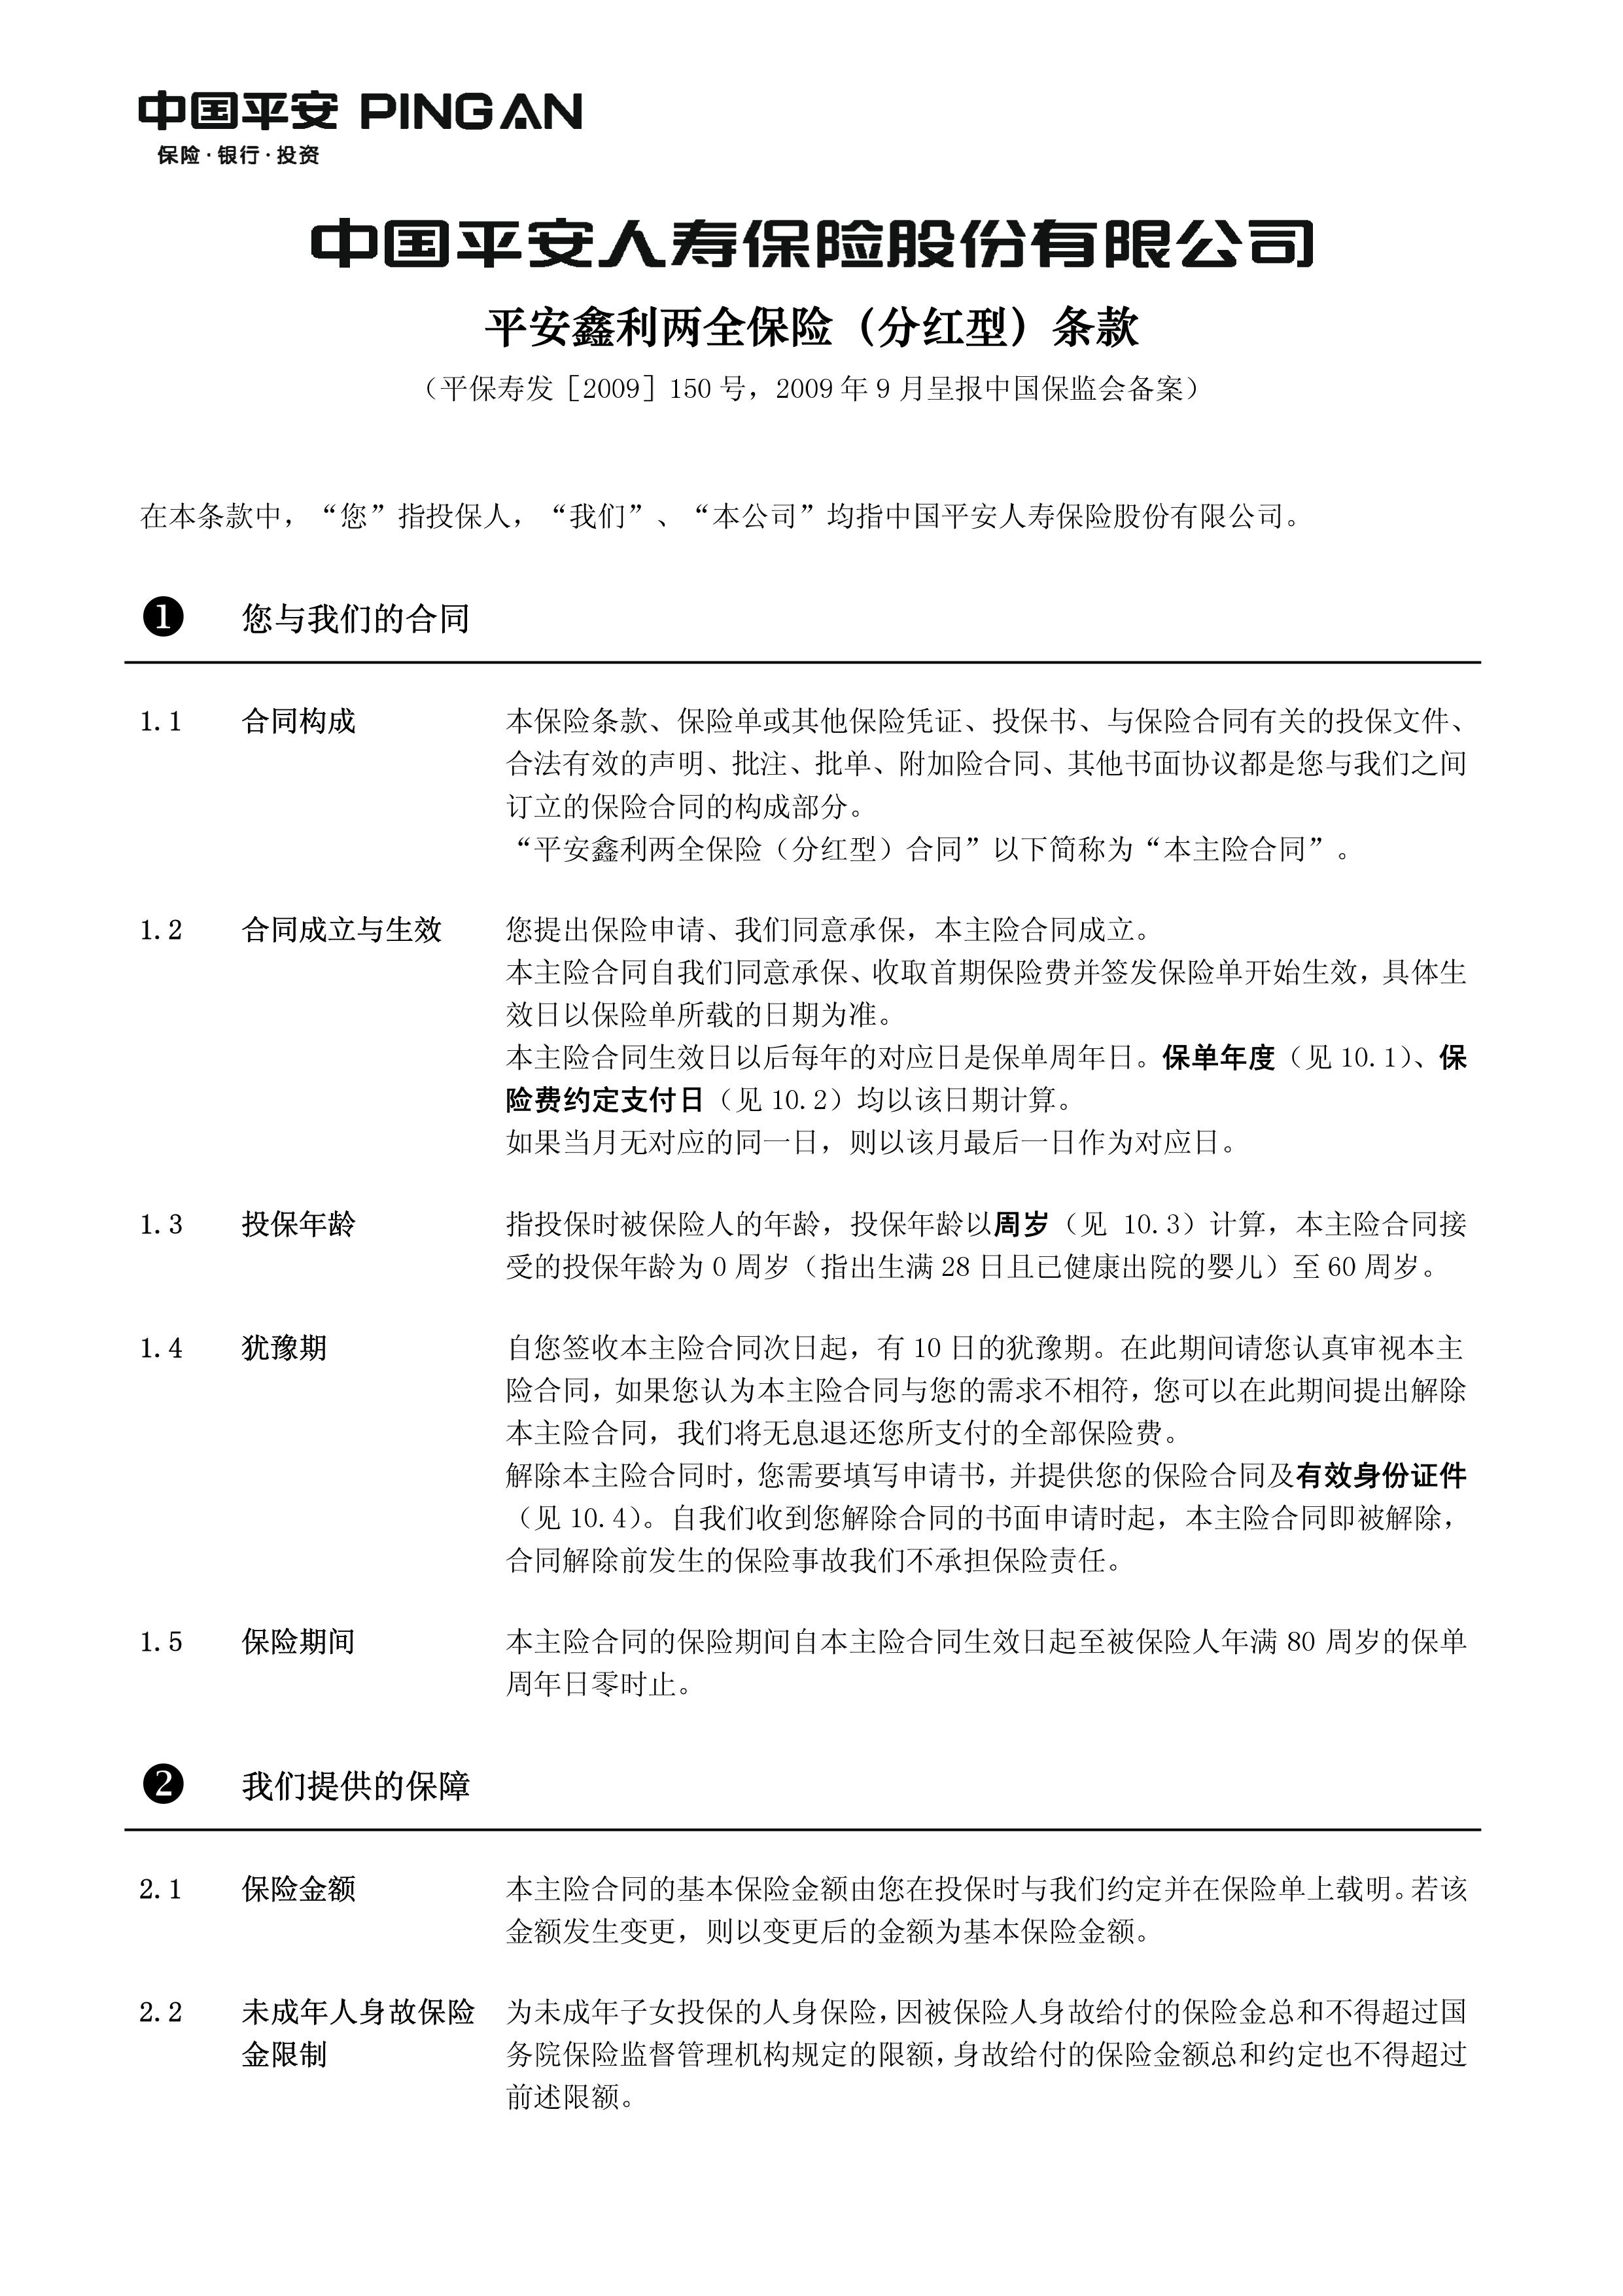 中国平安 PINGAN
保险·银行·投资
中国平安人寿保险股份有限公司
平安鑫利两全保险（分红型）条款
（平保寿发［2009］150 号，2009 年 9 月呈报中国保监会备案）
在本条款中，“您”指投保人，“我们”、“本公司”均指中国平安人寿保险股份有限公司。
❶ 您与我们的合同
1.1 合同构成 本保险条款、保险单或其他保险凭证、投保书、与保险合同有关的投保文件、
合法有效的声明、批注、批单、附加险合同、其他书面协议都是您与我们之间
订立的保险合同的构成部分。
“平安鑫利两全保险（分红型）合同”以下简称为“本主险合同”。
1.2 合同成立与生效 您提出保险申请、我们同意承保，本主险合同成立。
本主险合同自我们同意承保、收取首期保险费并签发保险单开始生效，具体生
效日以保险单所载的日期为准。
本主险合同生效日以后每年的对应日是保单周年日。保单年度（见 10.1）、保
险费约定支付日（见 10.2）均以该日期计算。
如果当月无对应的同一日，则以该月最后一日作为对应日。
1.3 投保年龄 指投保时被保险人的年龄，投保年龄以周岁（见 10.3）计算，本主险合同接
受的投保年龄为 0 周岁（指出生满 28 日且已健康出院的婴儿）至 60 周岁。
1.4 犹豫期 自您签收本主险合同次日起，有 10 日的犹豫期。在此期间请您认真审视本主
险合同，如果您认为本主险合同与您的需求不相符，您可以在此期间提出解除
本主险合同，我们将无息退还您所支付的全部保险费。
解除本主险合同时，您需要填写申请书，并提供您的保险合同及有效身份证件
（见 10.4）。自我们收到您解除合同的书面申请时起，本主险合同即被解除，
合同解除前发生的保险事故我们不承担保险责任。
1.5 保险期间 本主险合同的保险期间自本主险合同生效日起至被保险人年满 80 周岁的保单
周年日零时止。
❷ 我们提供的保障
2.1 保险金额 本主险合同的基本保险金额由您在投保时与我们约定并在保险单上载明。若该
金额发生变更，则以变更后的金额为基本保险金额。
2.2 未成年人身故保险 为未成年子女投保的人身保险，因被保险人身故给付的保险金总和不得超过国
金限制 务院保险监督管理机构规定的限额，身故给付的保险金额总和约定也不得超过
前述限额。